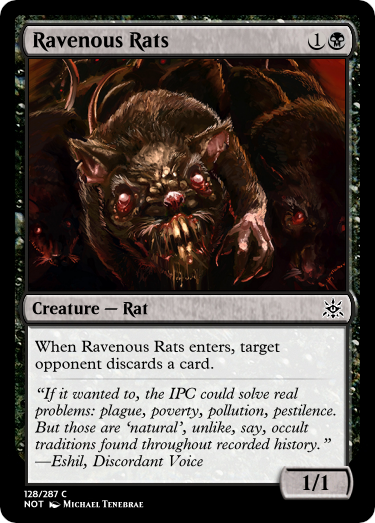 Ravenous Rats 1
Creature — Rat
When Ravenous Rats enters, target
opponent discards a card.
“If it wanted to, the IPC could solve real
problems: plague, poverty, pollution, pestilence.
But those are ‘natural’, unlike, say, occult
traditions found throughout recorded history.”
—Eshil, Discordant Voice
1/1
128/287 C
NOT Michael Tenebrae